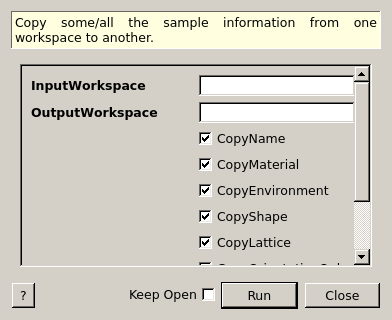 Copy some/all the sample information from one
workspace to another.
InputWorkspace
OutputWorkspace
CopyName
CopyMaterial
CopyEnvironment
CopyShape
CopyLattice
? Keep Open Run Close